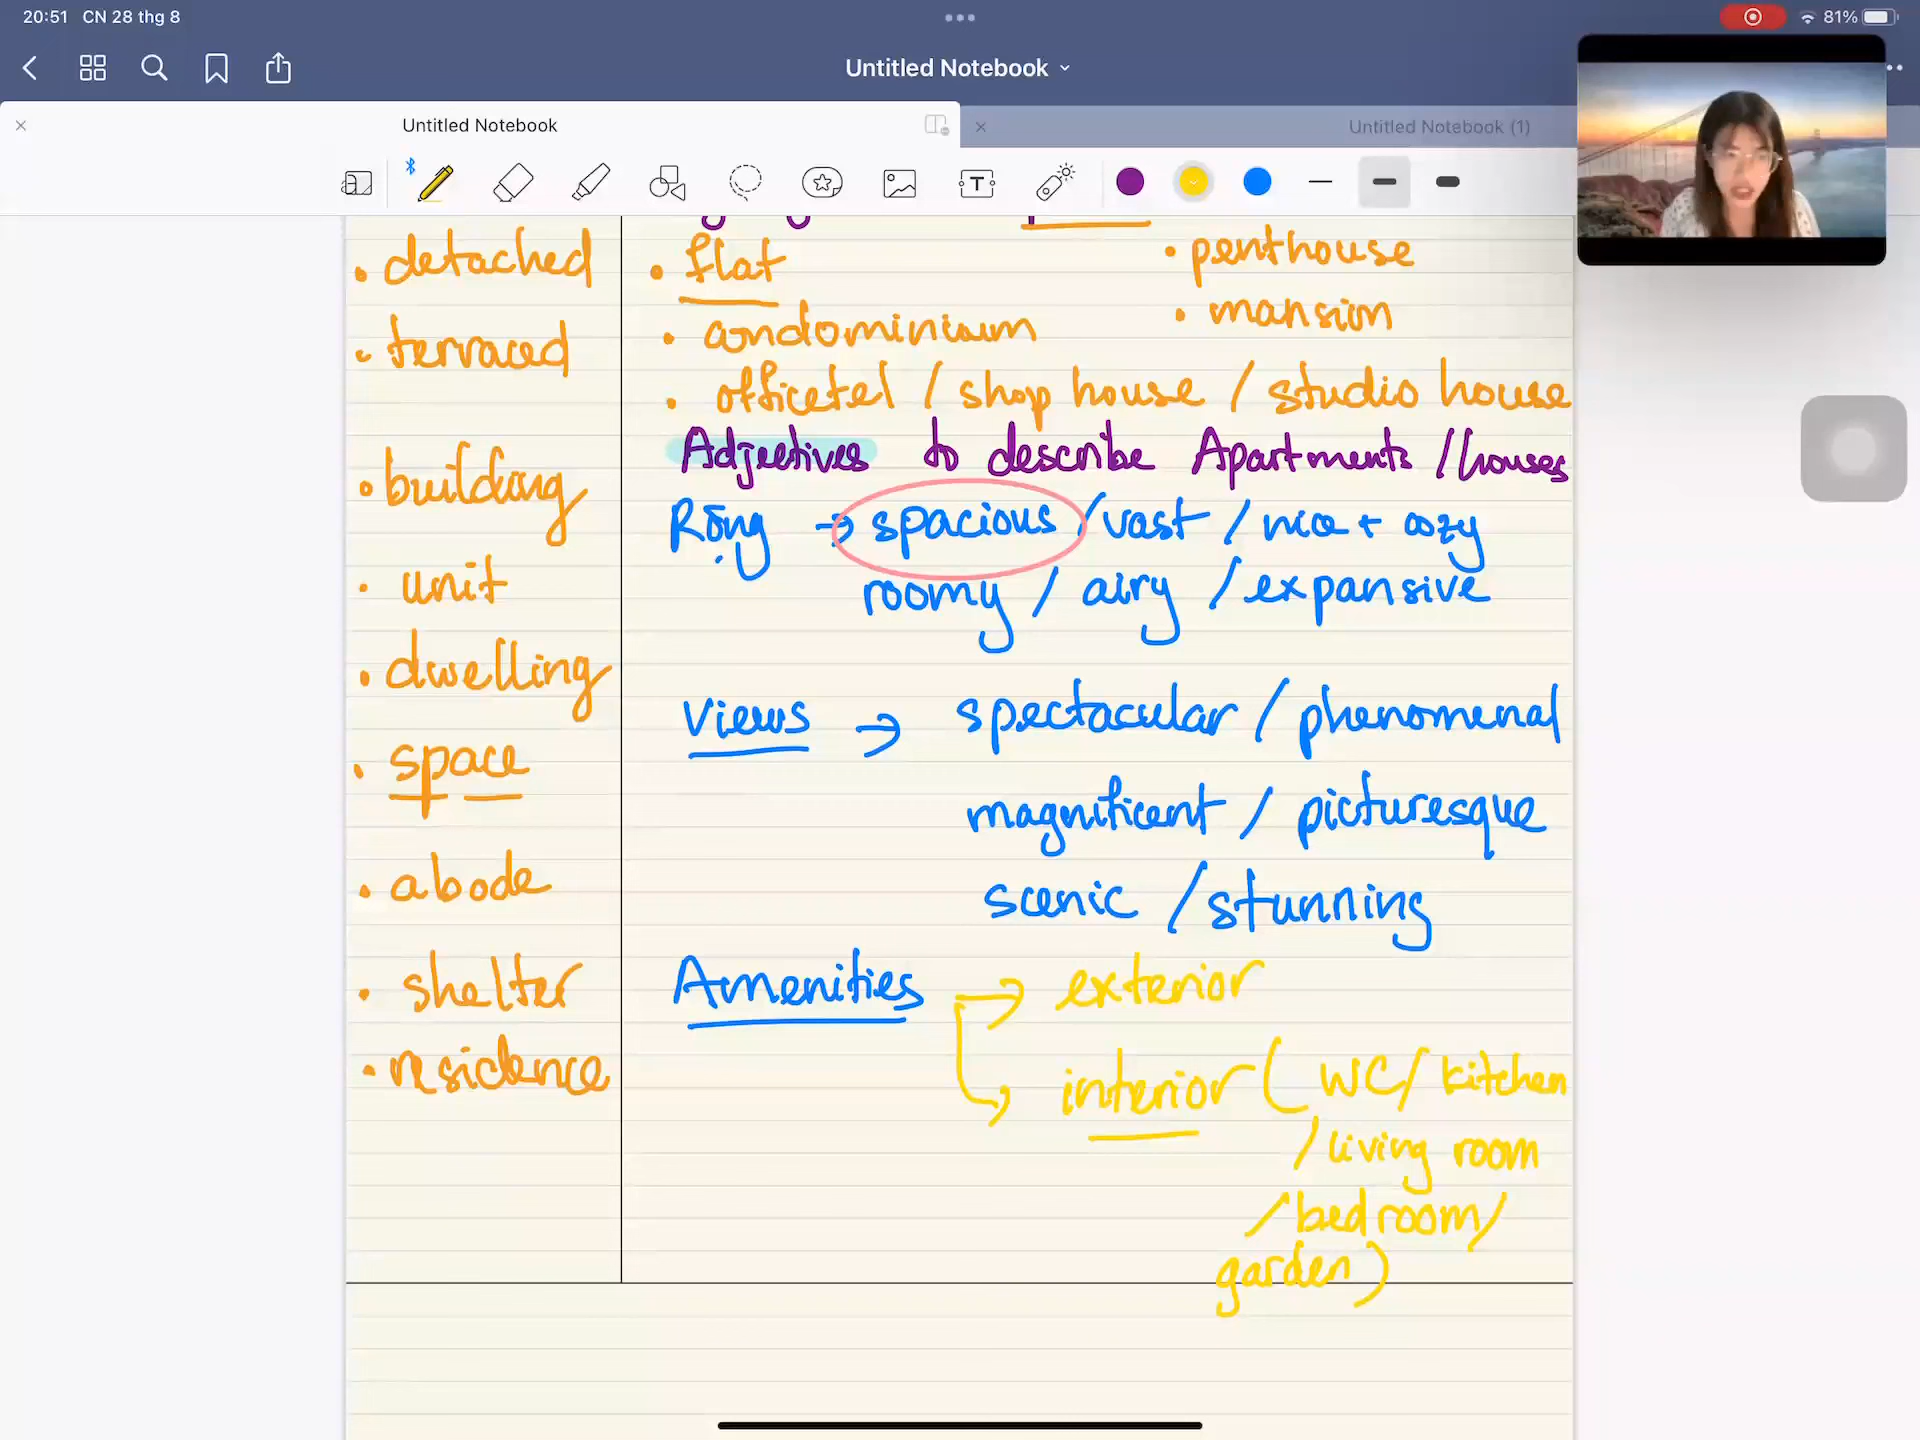 20:51 CN 28 thg 8
81%
Untitled Notebook
Untitled Notebook
Untitled Notebook (1)
• detached
• terraced
• building
• unit
• dwelling
• space
• abode
• shelter
• residence
• flat
• penthouse
• condominium
• mansion
• officetel / shop house / studio house
Adjectives to describe Apartments / houses
Rộng → spacious / vast / nice + cozy
roomy / airy / expansive
Views → spectacular / phenomenal
magnificent / picturesque
scenic / stunning
Amenities → exterior
→ interior ( WC / kitchen
/ living room
/ bedroom /
garden )